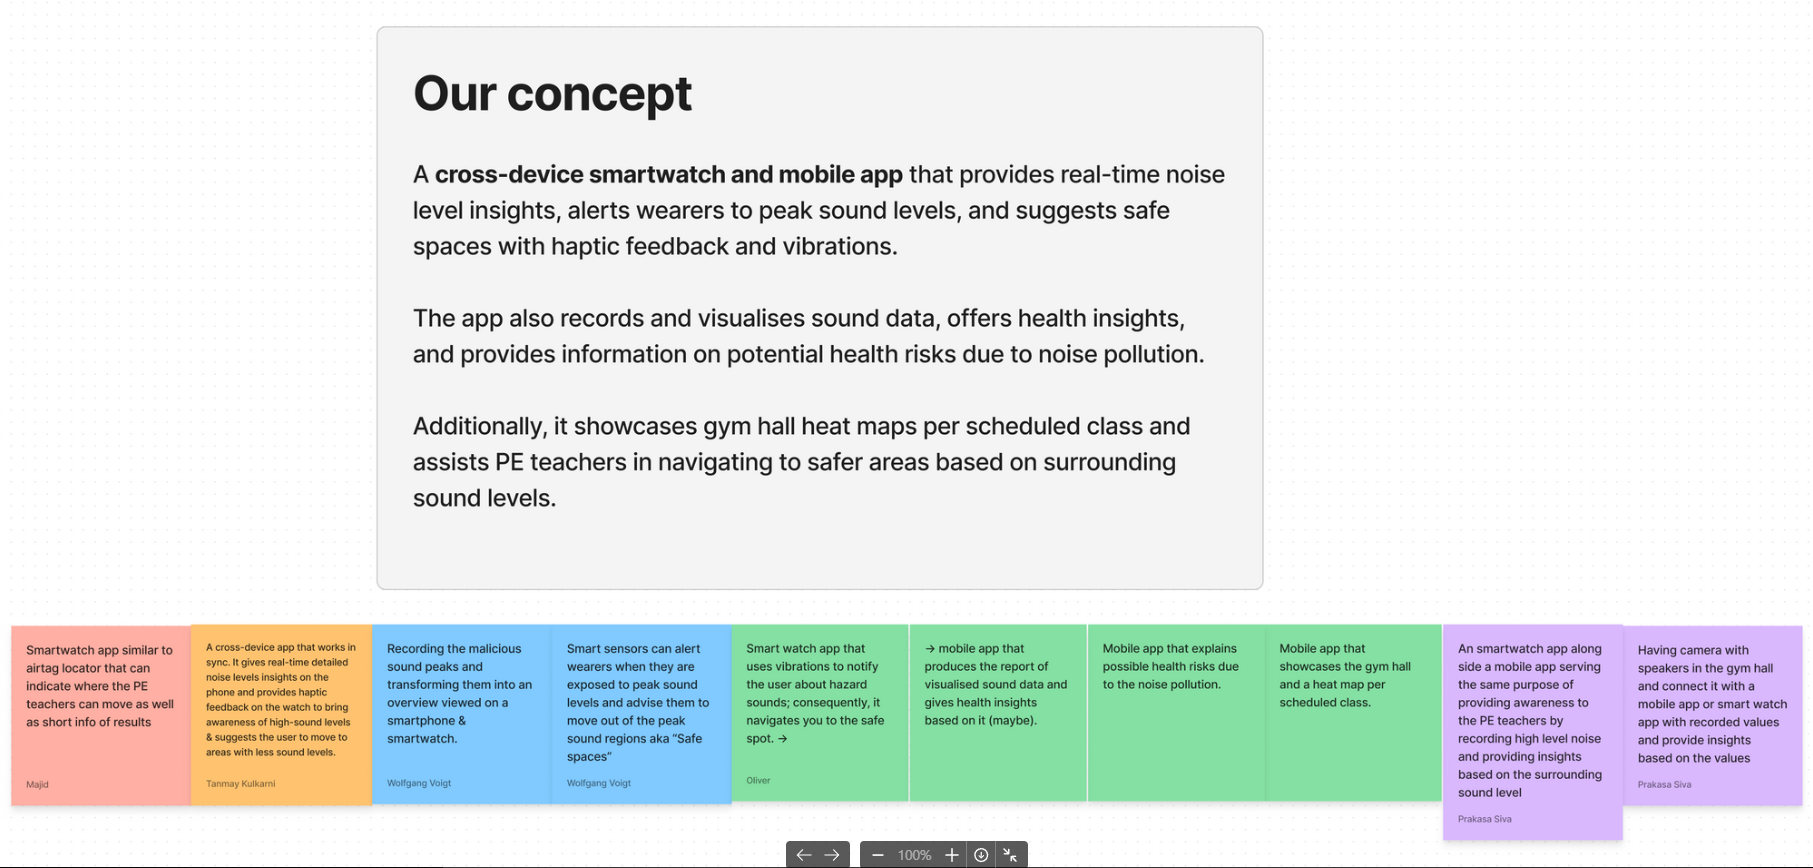 Our concept
A cross-device smartwatch and mobile app that provides real-time noise
level insights, alerts wearers to peak sound levels, and suggests safe
spaces with haptic feedback and vibrations.
The app also records and visualises sound data, offers health insights,
and provides information on potential health risks due to noise pollution.
Additionally, it showcases gym hall heat maps per scheduled class and
assists PE teachers in navigating to safer areas based on surrounding
sound levels.
Smartwatch app similar to
airtag locator that can
indicate where the PE
teachers can move as well
as short info of results
Majid
A cross-device app that works in
sync. It gives real-time detailed
noise levels insights on the
phone and provides haptic
feedback on the watch to bring
awareness of high-sound levels
& suggests the user to move to
areas with less sound levels.
Tanmay Kulkarni
Recording the malicious
sound peaks and
transforming them into an
overview viewed on a
smartphone &
smartwatch.
Wolfgang Voigt
Smart sensors can alert
wearers when they are
exposed to peak sound
levels and advise them to
move out of the peak
sound regions aka “Safe
spaces”
Wolfgang Voigt
Smart watch app that
uses vibrations to notify
the user about hazard
sounds; consequently, it
navigates you to the safe
spot. →
Oliver
→ mobile app that
produces the report of
visualised sound data and
gives health insights
based on it (maybe).
Mobile app that explains
possible health risks due
to the noise pollution.
Mobile app that
showcases the gym hall
and a heat map per
scheduled class.
An smartwatch app along
side a mobile app serving
the same purpose of
providing awareness to
the PE teachers by
recording high level noise
and providing insights
based on the surrounding
sound level
Prakasa Siva
Having camera with
speakers in the gym hall
and connect it with a
mobile app or smart watch
app with recorded values
and provide insights
based on the values
Prakasa Siva
100%